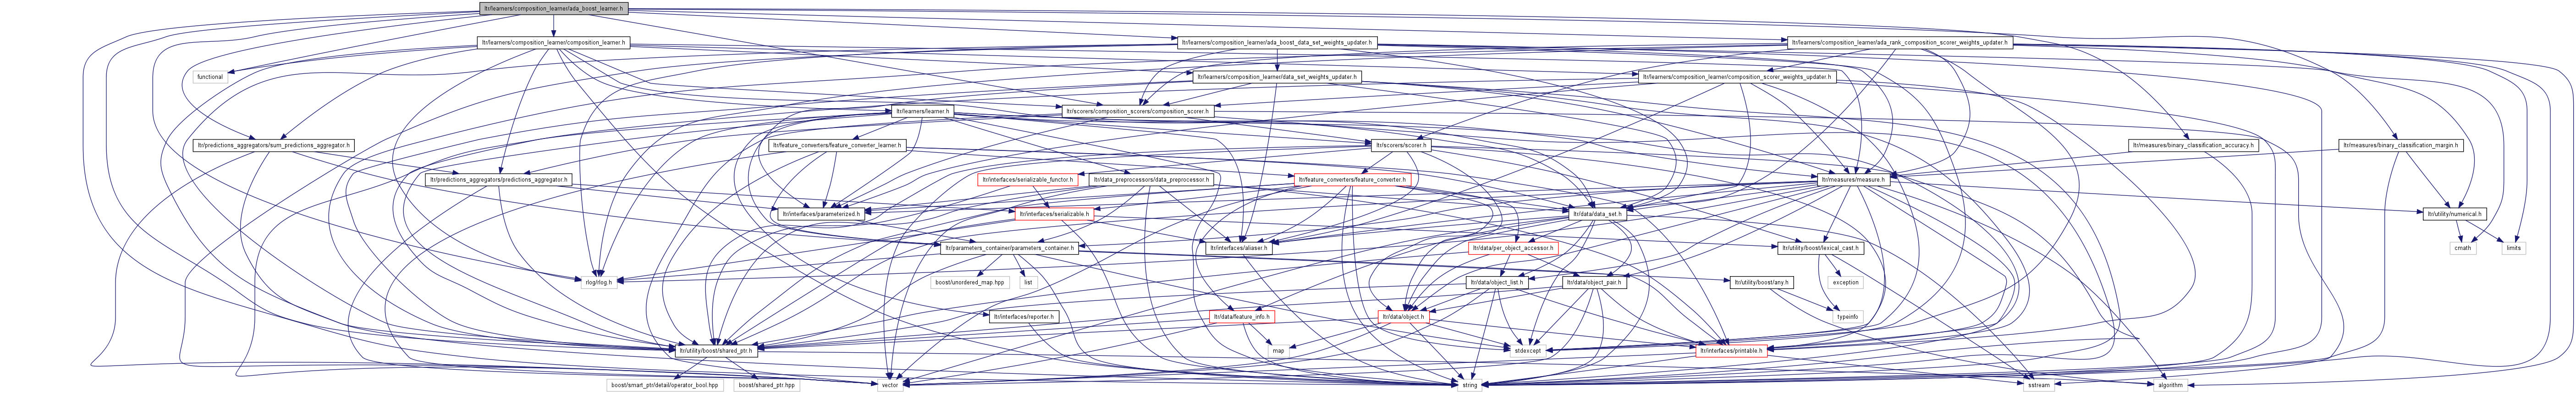 ltr/learners/composition_learner/ada_boost_learner.h
ltr/learners/composition_learner/composition_learner.h
ltr/learners/composition_learner/ada_boost_data_set_weights_updater.h
ltr/learners/composition_learner/ada_rank_composition_scorer_weights_updater.h
functional
ltr/learners/composition_learner/data_set_weights_updater.h
ltr/learners/composition_learner/composition_scorer_weights_updater.h
ltr/learners/learner.h
ltr/scorers/composition_scorers/composition_scorer.h
ltr/predictions_aggregators/sum_predictions_aggregator.h
ltr/feature_converters/feature_converter_learner.h
ltr/scorers/scorer.h
ltr/measures/binary_classification_accuracy.h
ltr/measures/binary_classification_margin.h
ltr/predictions_aggregators/predictions_aggregator.h
ltr/interfaces/serializable_functor.h
ltr/data_preprocessors/data_preprocessor.h
ltr/feature_converters/feature_converter.h
ltr/measures/measure.h
ltr/interfaces/parameterized.h
ltr/interfaces/serializable.h
ltr/data/data_set.h
ltr/utility/numerical.h
ltr/parameters_container/parameters_container.h
ltr/interfaces/aliaser.h
ltr/data/per_object_accessor.h
ltr/utility/boost/lexical_cast.h
cmath
limits
rlog/rlog.h
boost/unordered_map.hpp
list
ltr/data/object_list.h
ltr/data/object_pair.h
ltr/utility/boost/any.h
exception
ltr/interfaces/reporter.h
ltr/data/feature_info.h
ltr/data/object.h
typeinfo
ltr/utility/boost/shared_ptr.h
map
stdexcept
ltr/interfaces/printable.h
boost/smart_ptr/detail/operator_bool.hpp
boost/shared_ptr.hpp
vector
string
sstream
algorithm